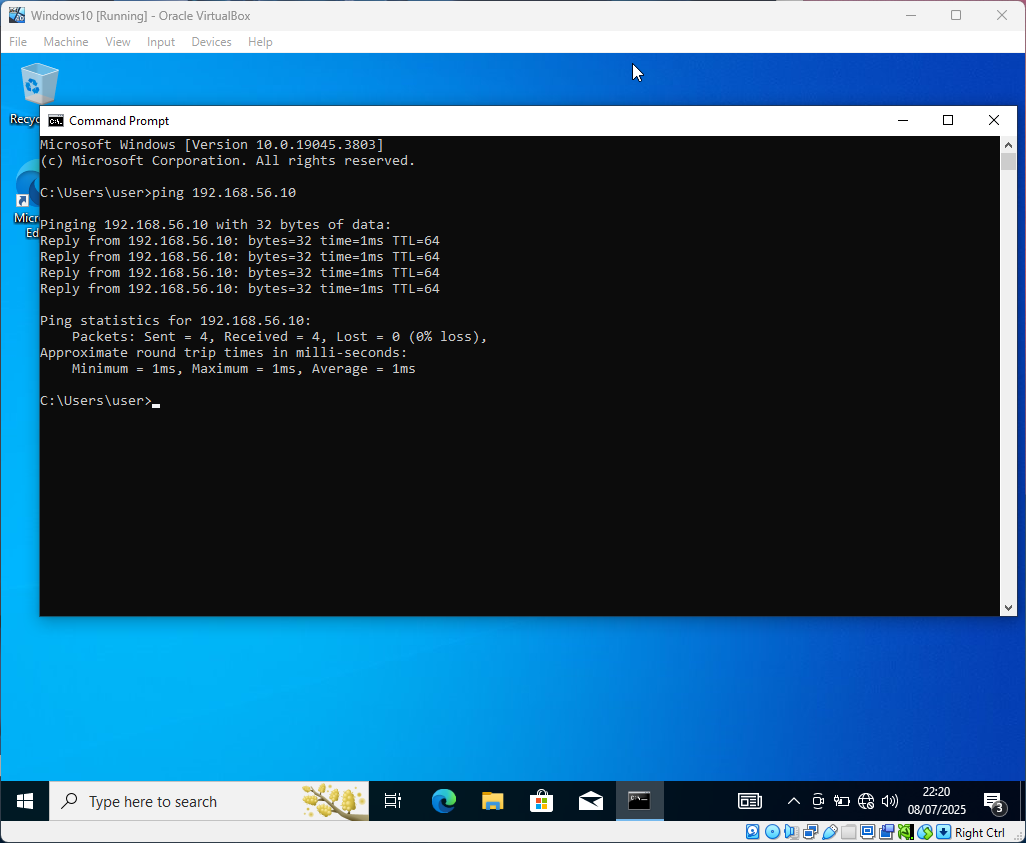 Windows10 [Running] - Oracle VirtualBox
File Machine View Input Devices Help
Recyc
Command Prompt
Microsoft Windows [Version 10.0.19045.3803]
(c) Microsoft Corporation. All rights reserved.
C:\Users\user>ping 192.168.56.10
Pinging 192.168.56.10 with 32 bytes of data:
Reply from 192.168.56.10: bytes=32 time=1ms TTL=64
Reply from 192.168.56.10: bytes=32 time=1ms TTL=64
Reply from 192.168.56.10: bytes=32 time=1ms TTL=64
Reply from 192.168.56.10: bytes=32 time=1ms TTL=64
Ping statistics for 192.168.56.10:
Packets: Sent = 4, Received = 4, Lost = 0 (0% loss),
Approximate round trip times in milli-seconds:
Minimum = 1ms, Maximum = 1ms, Average = 1ms
C:\Users\user>
Micro
Ed
Type here to search
22:20
08/07/2025
3
Right Ctrl